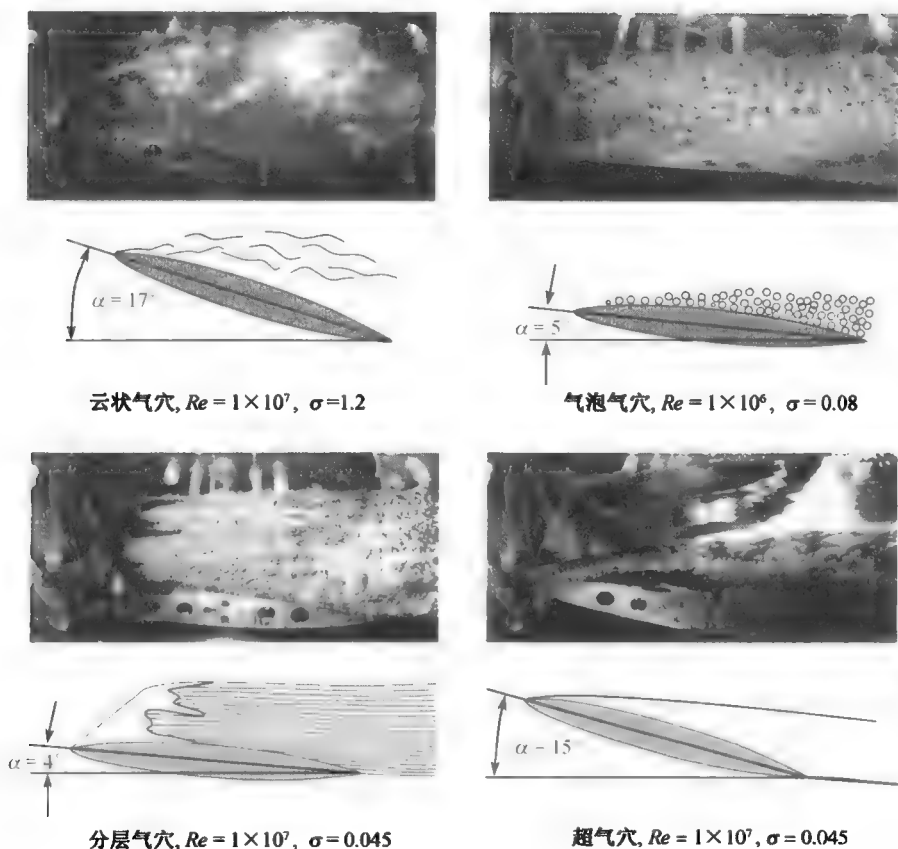 α = 17°
α = 5
云状气穴, Re = 1×10⁷, σ=1.2
气泡气穴, Re = 1×10⁶, σ = 0.08
α = 4°
α - 15
分层气穴, Re = 1×10⁷, σ = 0.045
超气穴, Re = 1×10⁷, σ = 0.045